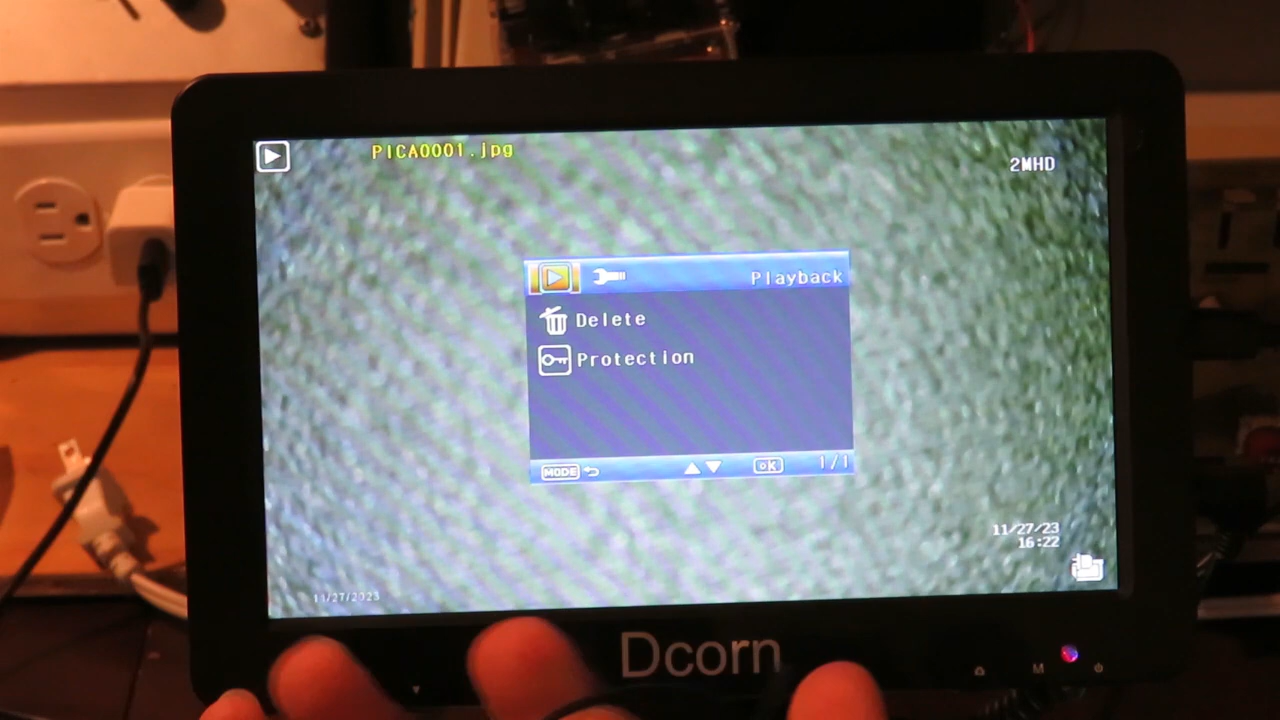 PICA0001.jpg
2MHD
Playback
Delete
Protection
MODE
OK
1/1
11/27/23
16:22
11/27/2023
Dcorn
M